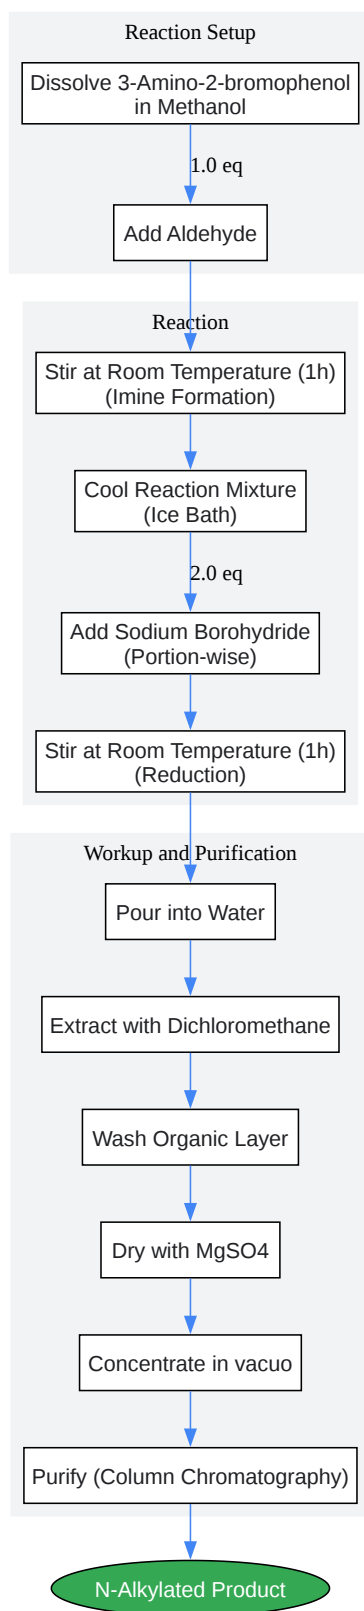 Reaction Setup
Dissolve 3-Amino-2-bromophenol
in Methanol
1.0 eq
Add Aldehyde
Reaction
Stir at Room Temperature (1h)
(Imine Formation)
Cool Reaction Mixture
(Ice Bath)
2.0 eq
Add Sodium Borohydride
(Portion-wise)
Stir at Room Temperature (1h)
(Reduction)
Workup and Purification
Pour into Water
Extract with Dichloromethane
Wash Organic Layer
Dry with MgSO4
Concentrate in vacuo
Purify (Column Chromatography)
N-Alkylated Product